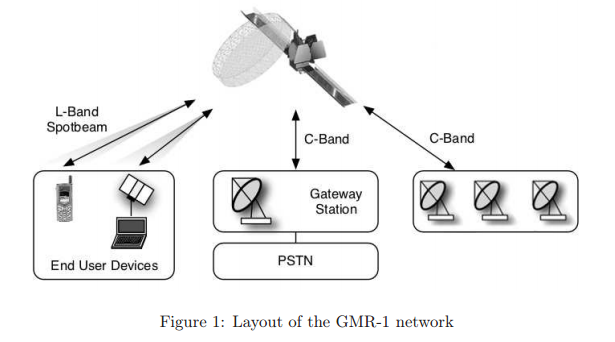 L-Band
Spotbeam
C-Band
C-Band
Gateway
Station
End User Devices
PSTN
Figure 1: Layout of the GMR-1 network